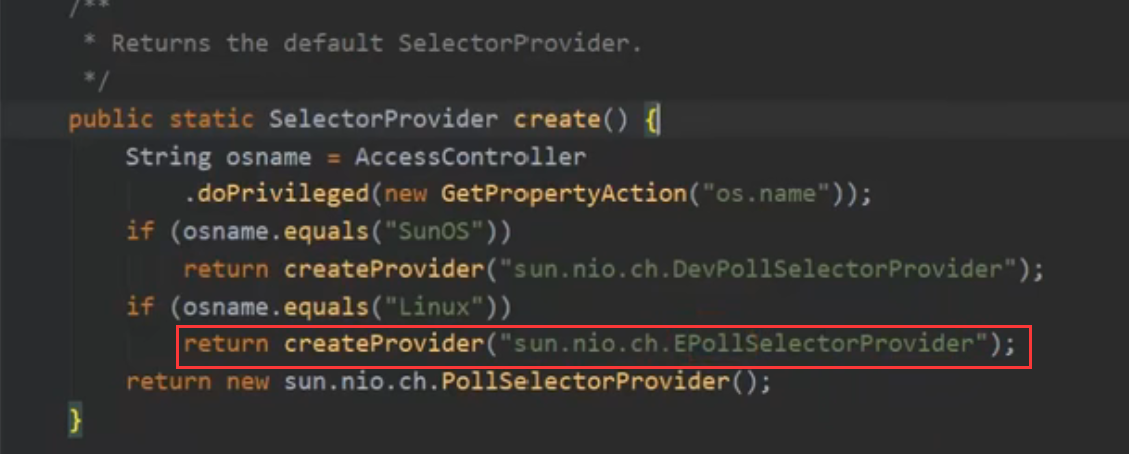 /**
* Returns the default SelectorProvider.
*/
public static SelectorProvider create() {
String osname = AccessController
.doPrivileged(new GetPropertyAction("os.name"));
if (osname.equals("SunOS"))
return createProvider("sun.nio.ch.DevPollSelectorProvider");
if (osname.equals("Linux"))
return createProvider("sun.nio.ch.EPollSelectorProvider");
return new sun.nio.ch.PollSelectorProvider();
}